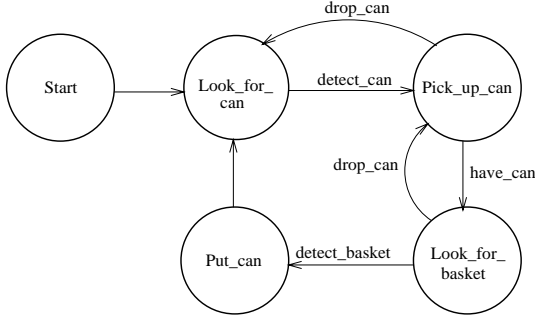 drop_can
Start
Look_for_
can
detect_can
Pick_up_can
drop_can
have_can
Put_can
detect_basket
Look_for_
basket